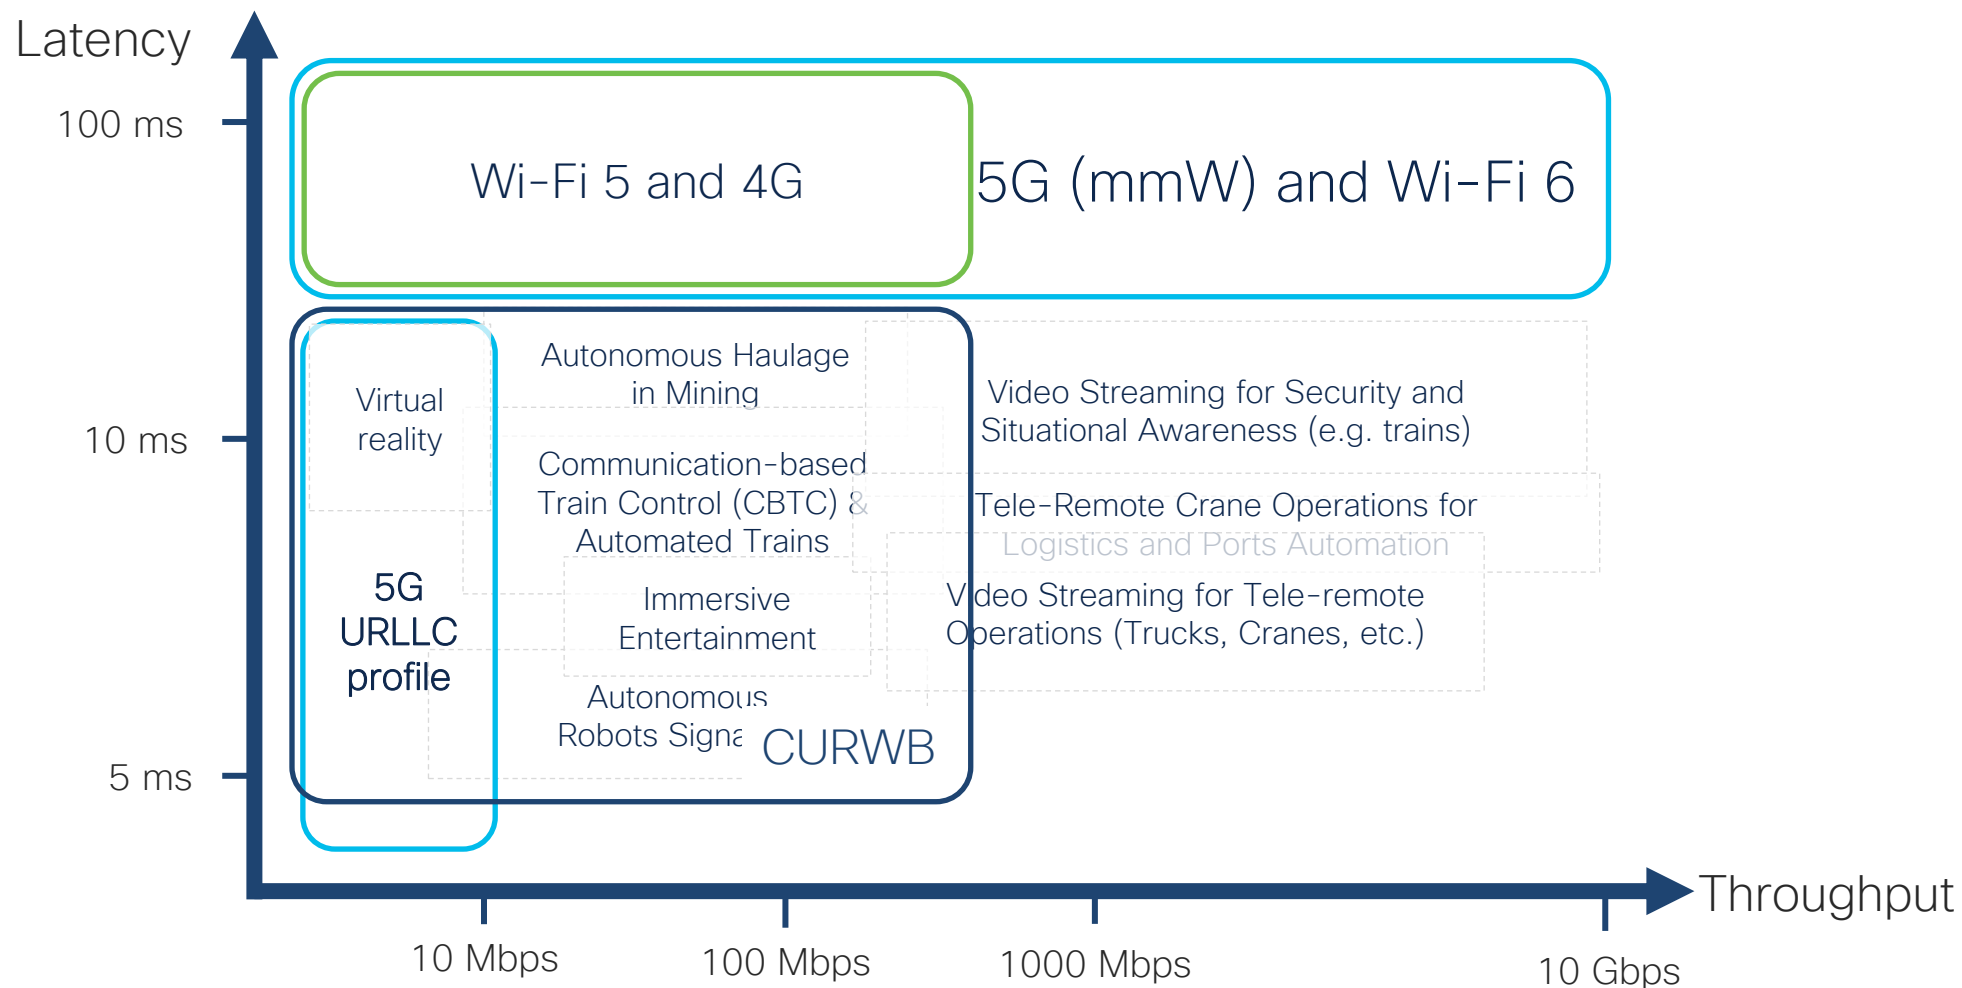 Latency
100 ms
10 ms
5 ms
Wi-Fi 5 and 4G
5G (mmW) and Wi-Fi 6
Virtual
reality
5G
URLLC
profile
Autonomous Haulage
in Mining
Communication-based
Train Control (CBTC) &
Automated Trains
Immersive
Entertainment
Autonomous
Robots Signa
CURWB
Video Streaming for Security and
Situational Awareness (e.g. trains)
Tele-Remote Crane Operations for
Logistics and Ports Automation
Video Streaming for Tele-remote
Operations (Trucks, Cranes, etc.)
Throughput
10 Mbps
100 Mbps
1000 Mbps
10 Gbps